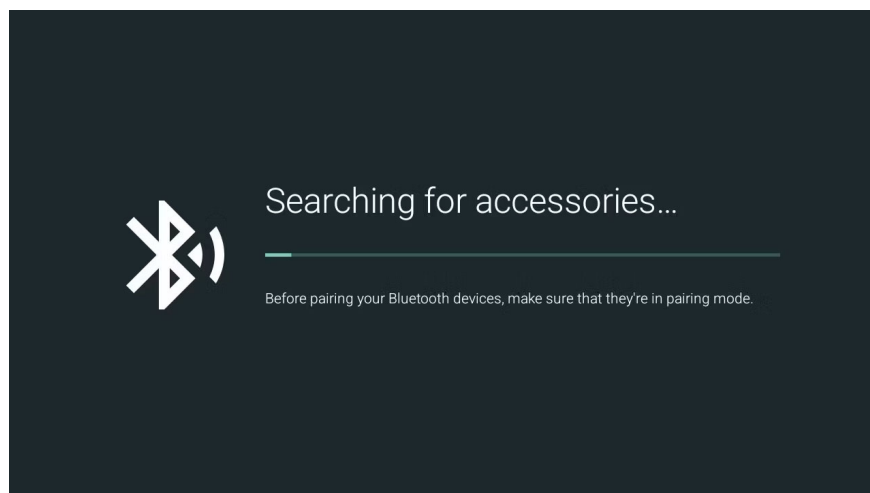 Searching for accessories...
Before pairing your Bluetooth devices, make sure that they're in pairing mode.